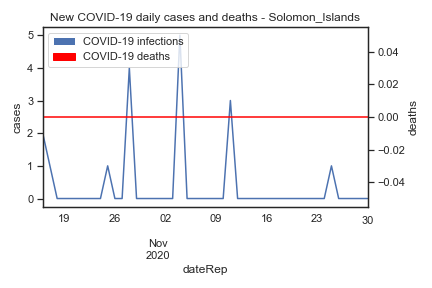 New COVID-19 daily cases and deaths - Solomon_Islands
COVID-19 infections
COVID-19 deaths
5
4
3
2
1
0
cases
0.04
0.02
0.00
−0.02
−0.04
deaths
19 26 02 09 16 23 30
Nov
2020
dateRep